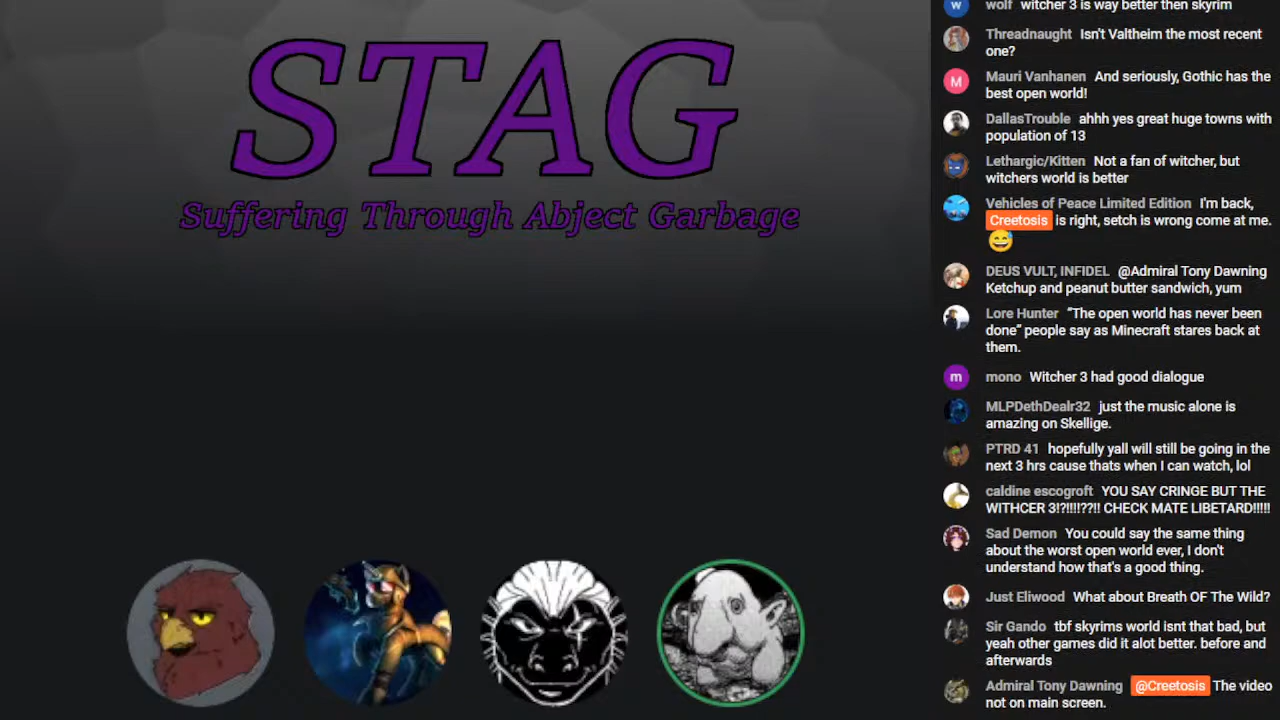 STAG
Suffering Through Abject Garbage
w wolf witcher 3 is way better then skyrim
Threadnaught Isn't Valtheim the most recent
one?
M Mauri Vanhanen And seriously, Gothic has the
best open world!
DallasTrouble ahhh yes great huge towns with
population of 13
Lethargic/Kitten Not a fan of witcher, but
witchers world is better
Vehicles of Peace Limited Edition I'm back,
Creetosis is right, setch is wrong come at me.
😅
DEUS VULT, INFIDEL @Admiral Tony Dawning
Ketchup and peanut butter sandwich, yum
Lore Hunter “The open world has never been
done” people say as Minecraft stares back at
them.
m mono Witcher 3 had good dialogue
MLPDethDealr32 just the music alone is
amazing on Skellige.
PTRD 41 hopefully yall will still be going in the
next 3 hrs cause thats when I can watch, lol
caldine escogroft YOU SAY CRINGE BUT THE
WITHCER 3!?!!!!??!! CHECK MATE LIBETARD!!!!!
Sad Demon You could say the same thing
about the worst open world ever, I don't
understand how that's a good thing.
Just Eliwood What about Breath OF The Wild?
Sir Gando tbf skyrims world isnt that bad, but
yeah other games did it alot better. before and
afterwards
Admiral Tony Dawning @Creetosis The video
not on main screen.